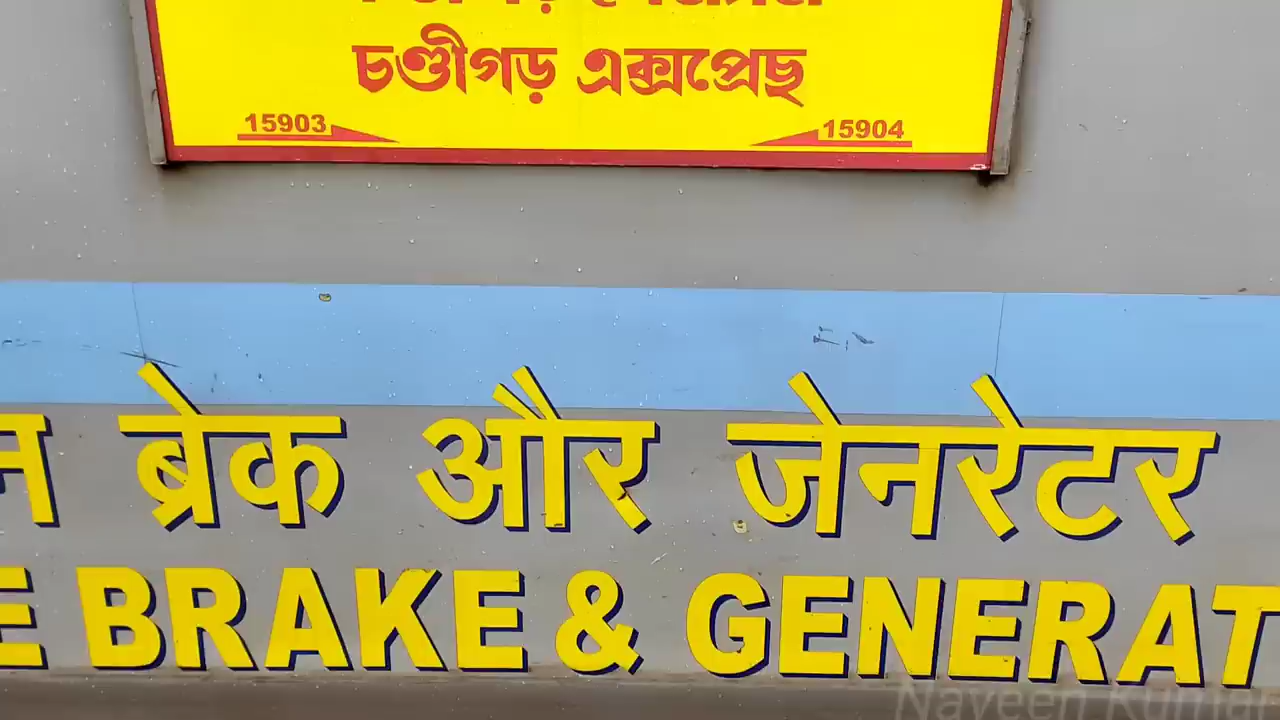 চণ্ডীগড় এক্সপ্ৰেছ
15903 15904
ब्रेक और जेनरेटर
BRAKE & GENERAT
Naveen Kumar